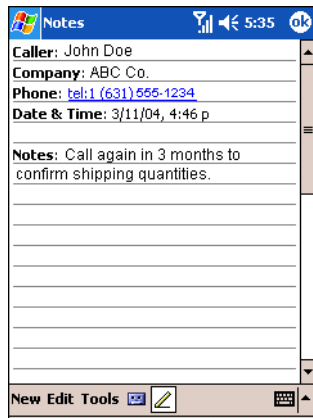 Notes 5:35 ok
Caller: John Doe
Company: ABC Co.
Phone: tel:1 (631) 555-1234
Date & Time: 3/11/04, 4:46 p
Notes: Call again in 3 months to
confirm shipping quantities.
New Edit Tools